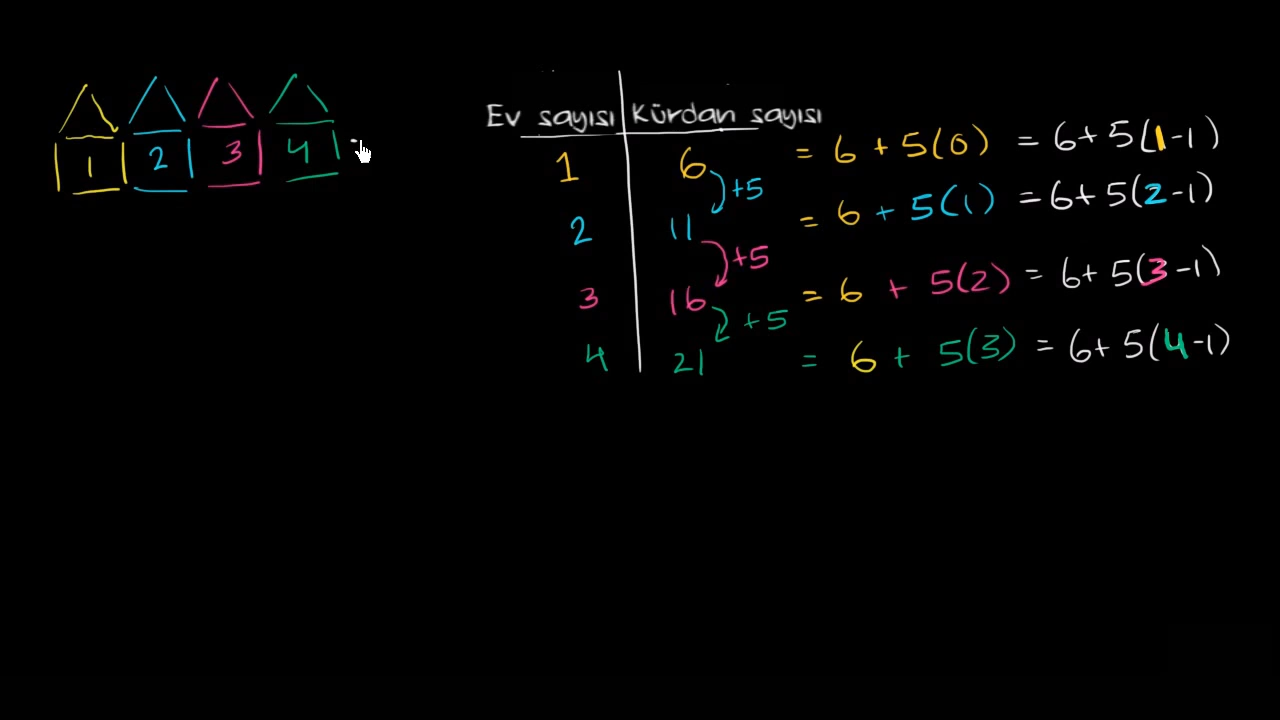 1 2 3 4
Ev sayısı Kürdan sayısı
1 6 = 6 + 5(0) = 6+5(1-1)
+5
2 11 = 6 + 5(1) = 6+5(2-1)
+5
3 16 = 6 + 5(2) = 6+5(3-1)
+5
4 21 = 6 + 5(3) = 6+5(4-1)